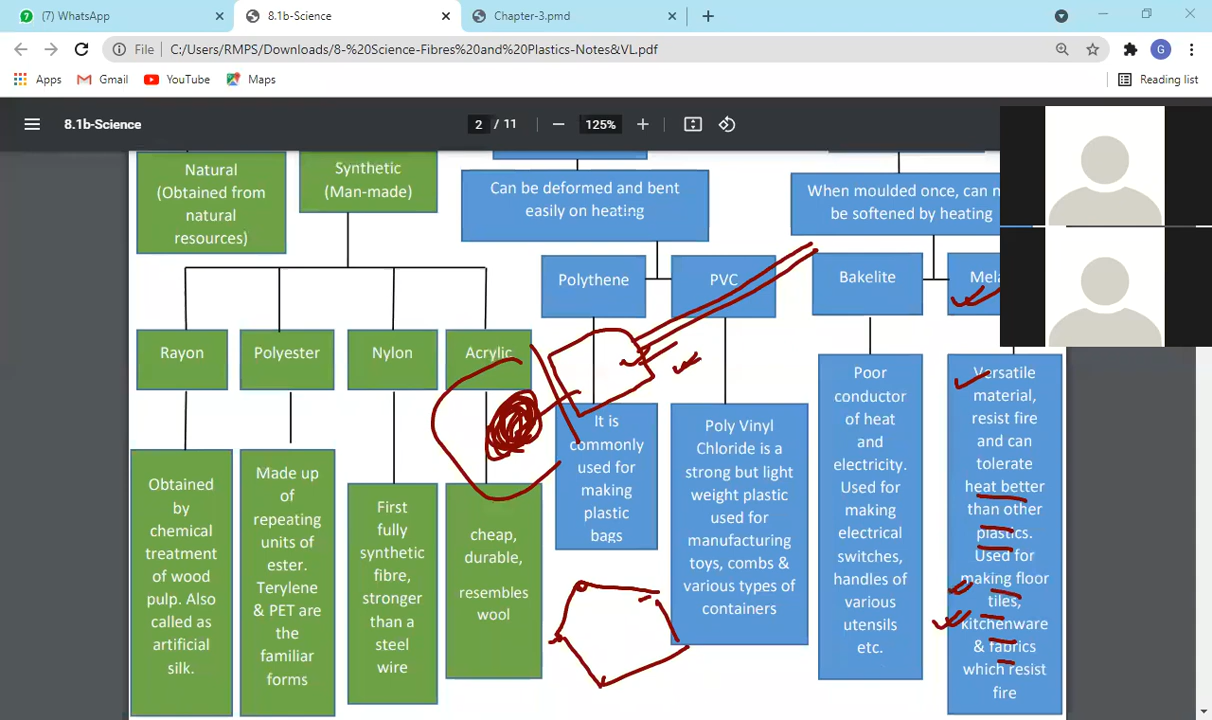 WhatsApp
8.1b-Science
Chapter-3.pmd
File
C:/Users/RMPS/Downloads/8-%20Science-Fibres%20and%20Plastics-Notes&VL.pdf
G
Apps
Gmail
YouTube
Maps
Reading list
8.1b-Science
2 / 11
125%
Natural
(Obtained from
natural
resources)
Synthetic
(Man-made)
Can be deformed and bent
easily on heating
When moulded once, can
be softened by heating
Rayon
Polyester
Nylon
Acrylic
Polythene
PVC
Bakelite
Obtained
by
chemical
treatment
of wood
pulp. Also
called as
artificial
silk.
Made up
of
repeating
units of
ester.
Terylene
& PET are
the
familiar
forms
First
fully
synthetic
fibre,
stronger
than a
steel
wire
cheap,
durable,
resembles
wool
It is
commonly
used for
making
plastic
bags
Poly Vinyl
Chloride is a
strong but light
weight plastic
used for
manufacturing
toys, combs &
various types of
containers
Poor
conductor
of heat
and
electricity.
Used for
making
electrical
switches,
handles of
various
utensils
etc.
Versatile
material,
resist fire
and can
tolerate
heat better
than other
plastics.
Used for
making floor
tiles,
kitchenware
& fabrics
which resist
fire